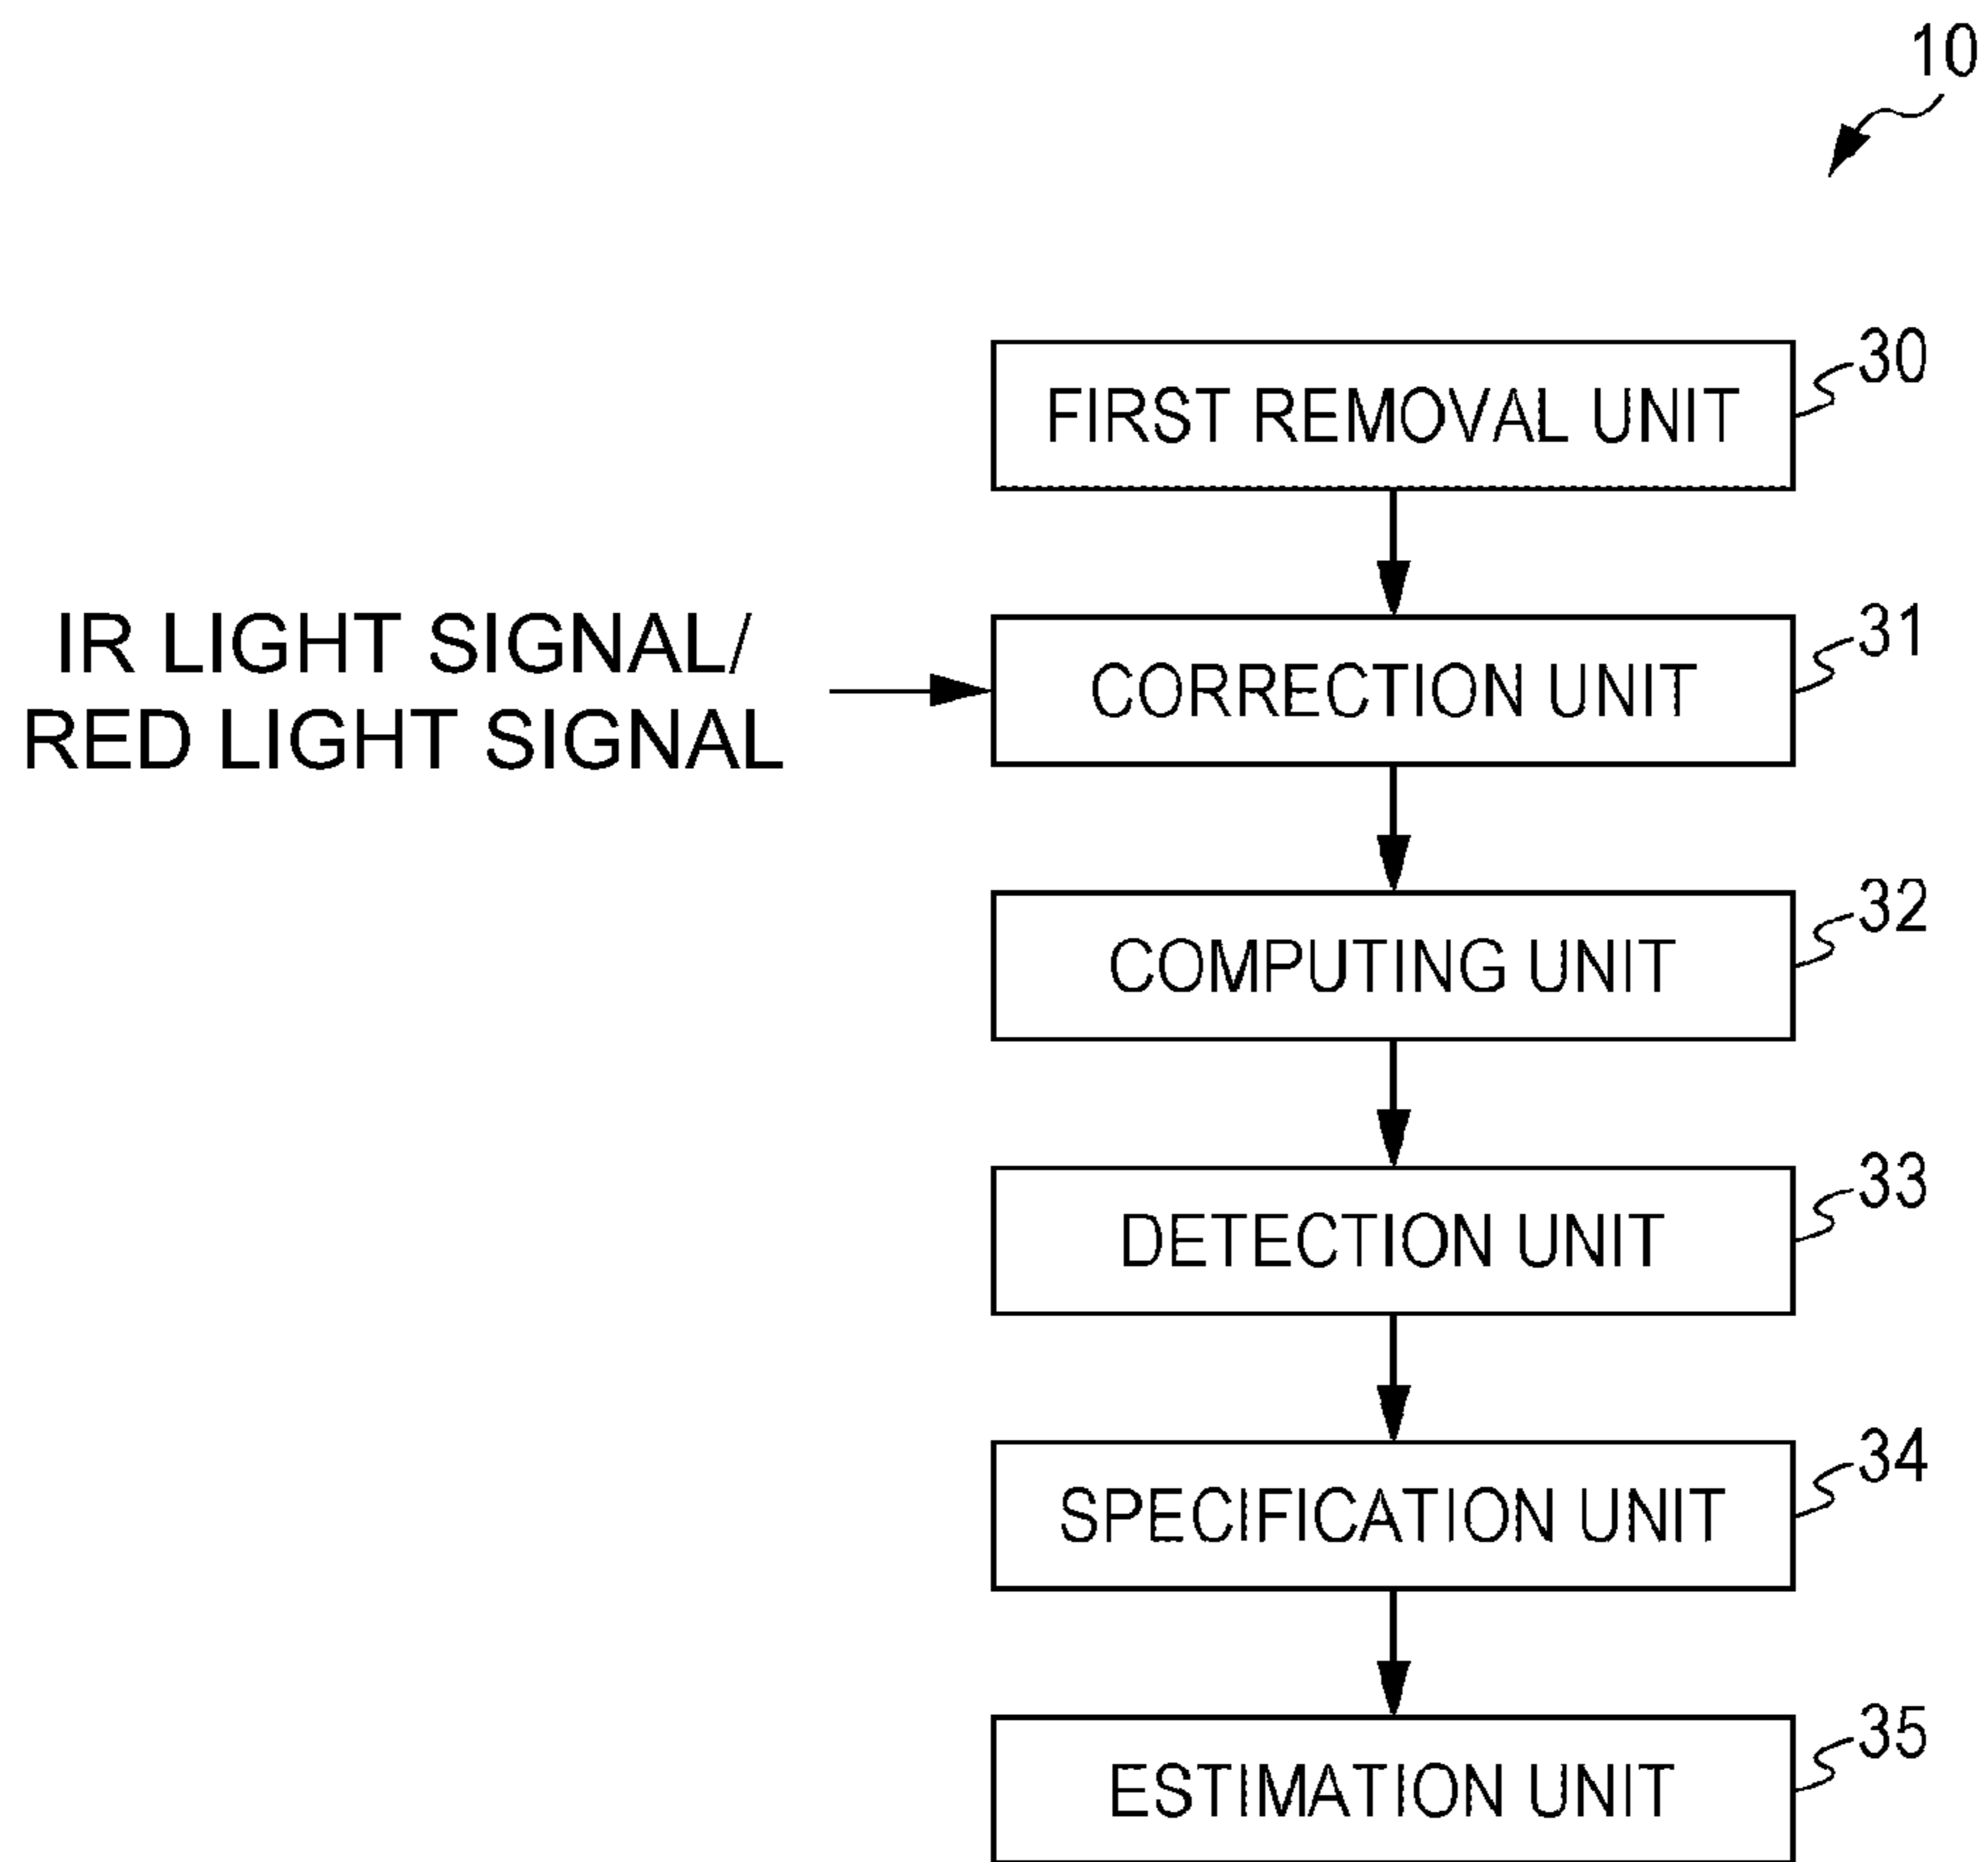 10
FIRST REMOVAL UNIT
30
IR LIGHT SIGNAL/
RED LIGHT SIGNAL
CORRECTION UNIT
31
COMPUTING UNIT
32
DETECTION UNIT
33
SPECIFICATION UNIT
34
ESTIMATION UNIT
35